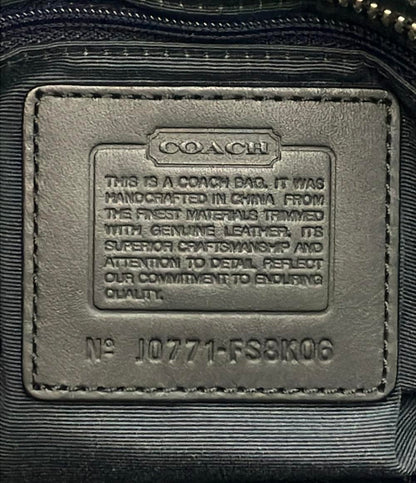 COACH
THIS IS A COACH BAG. IT WAS
HANDCRAFTED IN CHINA FROM
THE FINEST MATERIALS TRIMMED
WITH GENUINE LEATHER. ITS
SUPERIOR CRAFTSMANSHIP AND
ATTENTION TO DETAIL REFLECT
OUR COMMITMENT TO ENDURING
QUALITY.
Nº J0771-FS8K06